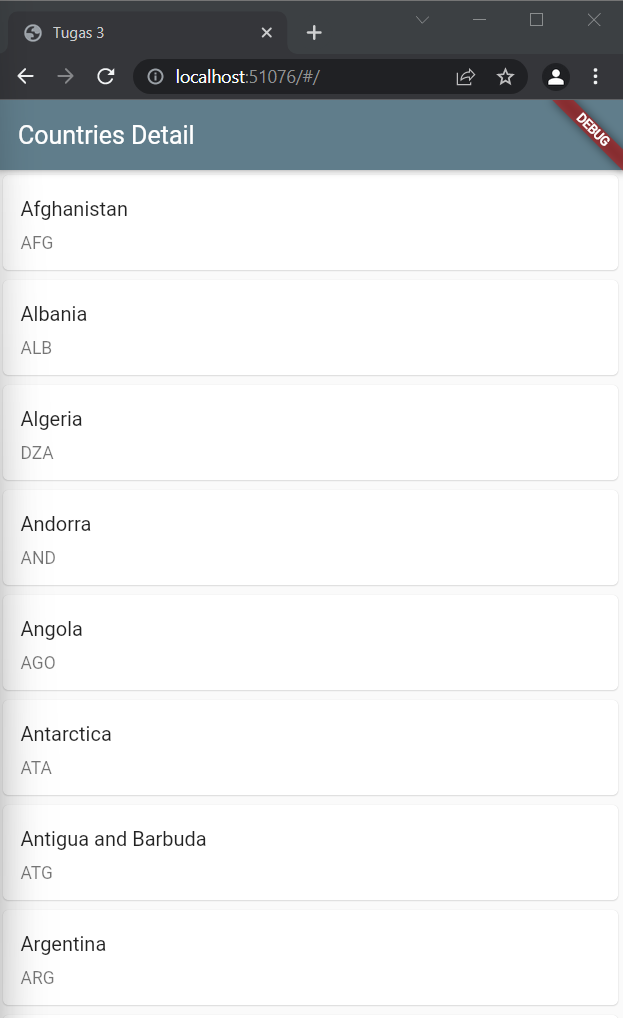 Tugas 3
localhost:51076/#/
Countries Detail
DEBUG
Afghanistan
AFG
Albania
ALB
Algeria
DZA
Andorra
AND
Angola
AGO
Antarctica
ATA
Antigua and Barbuda
ATG
Argentina
ARG